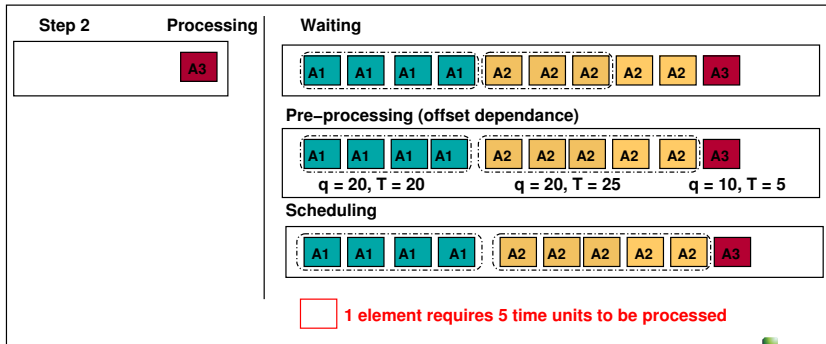 Step 2 Processing Waiting
A3
A1 A1 A1 A1 A2 A2 A2 A2 A2 A3
Pre−processing (offset dependance)
A1 A1 A1 A1 A2 A2 A2 A2 A2 A3
q = 20, T = 20 q = 20, T = 25 q = 10, T = 5
Scheduling
A1 A1 A1 A1 A2 A2 A2 A2 A2 A3
1 element requires 5 time units to be processed